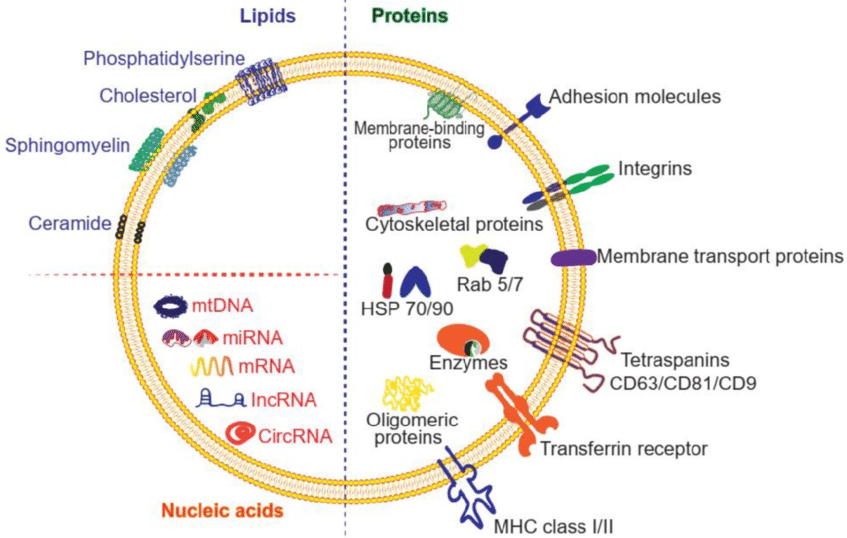 Lipids
Proteins
Phosphatidylserine
Cholesterol
Sphingomyelin
Ceramide
Membrane-binding
proteins
Adhesion molecules
Integrins
Cytoskeletal proteins
Membrane transport proteins
Rab 5/7
HSP 70/90
Enzymes
Tetraspanins
CD63/CD81/CD9
Oligomeric
proteins
Transferrin receptor
MHC class I/II
mtDNA
miRNA
mRNA
lncRNA
CircRNA
Nucleic acids